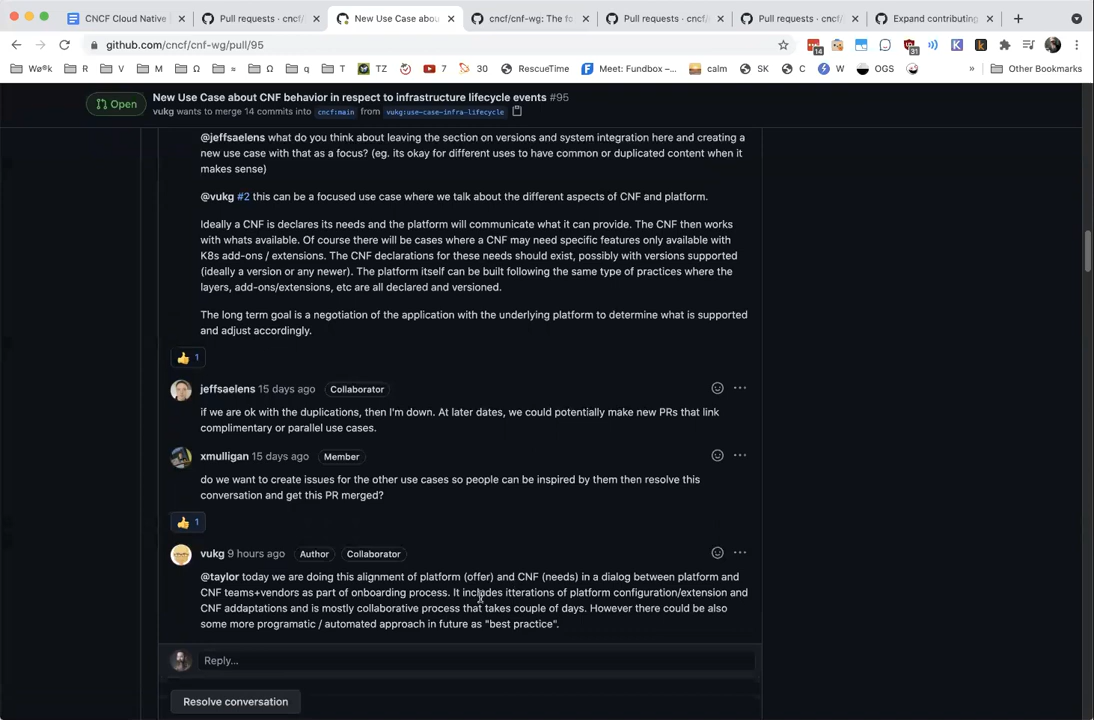 CNCF Cloud Native
Pull requests · cncf/
New Use Case abou
cncf/cnf-wg: The fo
Pull requests · cncf/
Pull requests · cncf/
Expand contributing
github.com/cncf/cnf-wg/pull/95
14
31
Wø®k
R
V
M
Ω
≈
Ω
q
T
TZ
7
30
RescueTime
Meet: Fundbox –...
calm
SK
C
W
OGS
»
Other Bookmarks
Open
New Use Case about CNF behavior in respect to infrastructure lifecycle events #95
vukg wants to merge 14 commits into cncf:main from vukg:use-case-infra-lifecycle
@jeffsaelens what do you think about leaving the section on versions and system integration here and creating a
new use case with that as a focus? (eg. its okay for different uses to have common or duplicated content when it
makes sense)
@vukg #2 this can be a focused use case where we talk about the different aspects of CNF and platform.
Ideally a CNF is declares its needs and the platform will communicate what it can provide. The CNF then works
with whats available. Of course there will be cases where a CNF may need specific features only available with
K8s add-ons / extensions. The CNF declarations for these needs should exist, possibly with versions supported
(ideally a version or any newer). The platform itself can be built following the same type of practices where the
layers, add-ons/extensions, etc are all declared and versioned.
The long term goal is a negotiation of the application with the underlying platform to determine what is supported
and adjust accordingly.
👍 1
jeffsaelens 15 days ago Collaborator
if we are ok with the duplications, then I'm down. At later dates, we could potentially make new PRs that link
complimentary or parallel use cases.
xmulligan 15 days ago Member
do we want to create issues for the other use cases so people can be inspired by them then resolve this
conversation and get this PR merged?
👍 1
vukg 9 hours ago Author Collaborator
@taylor today we are doing this alignment of platform (offer) and CNF (needs) in a dialog between platform and
CNF teams+vendors as part of onboarding process. It includes itterations of platform configuration/extension and
CNF addaptations and is mostly collaborative process that takes couple of days. However there could be also
some more programatic / automated approach in future as "best practice".
Reply...
Resolve conversation